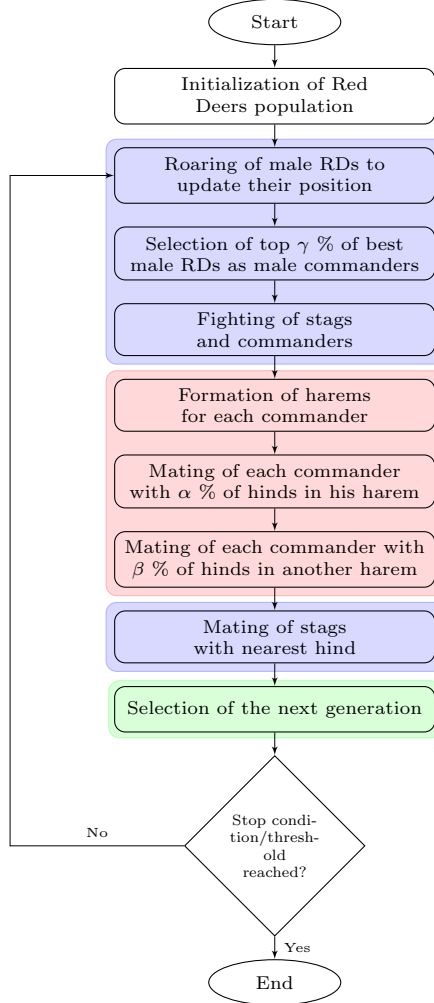 Start
Initialization of Red
Deers population
Roaring of male RDs to
update their position
Selection of top γ % of best
male RDs as male commanders
Fighting of stags
and commanders
Formation of harems
for each commander
Mating of each commander
with α % of hinds in his harem
Mating of each commander with
β % of hinds in another harem
Mating of stags
with nearest hind
Selection of the next generation
Stop condi-
tion/thresh-
old
reached?
No
Yes
End